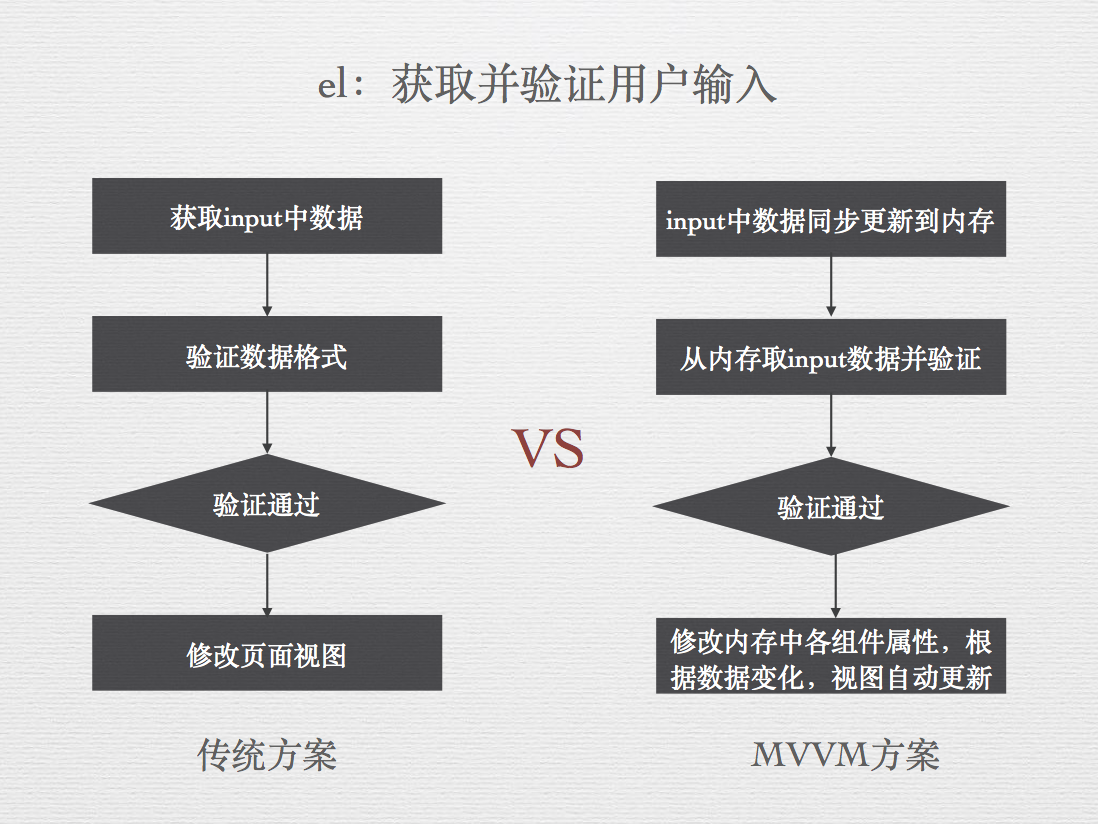 el：获取并验证用户输入
获取input中数据
验证数据格式
验证通过
修改页面视图
传统方案
VS
input中数据同步更新到内存
从内存取input数据并验证
验证通过
修改内存中各组件属性，根
据数据变化，视图自动更新
MVVM方案